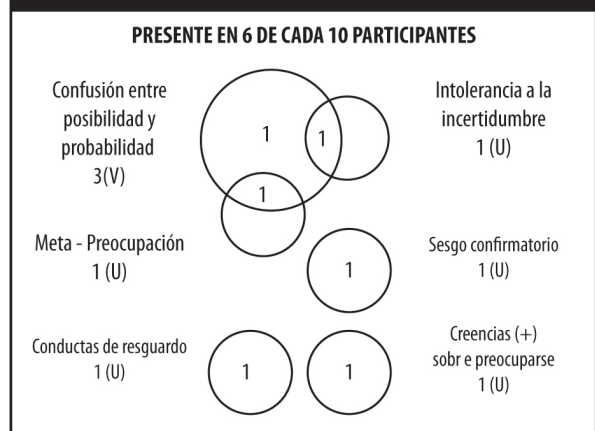 PRESENTE EN 6 DE CADA 10 PARTICIPANTES
Confusión entre
posibilidad y
probabilidad
3(V)
1
1
1
Intolerancia a la
incertidumbre
1 (U)
Meta - Preocupación
1 (U)
1
Sesgo confirmatorio
1 (U)
Conductas de resguardo
1 (U)
1
1
Creencias (+)
sobr e preocuparse
1 (U)